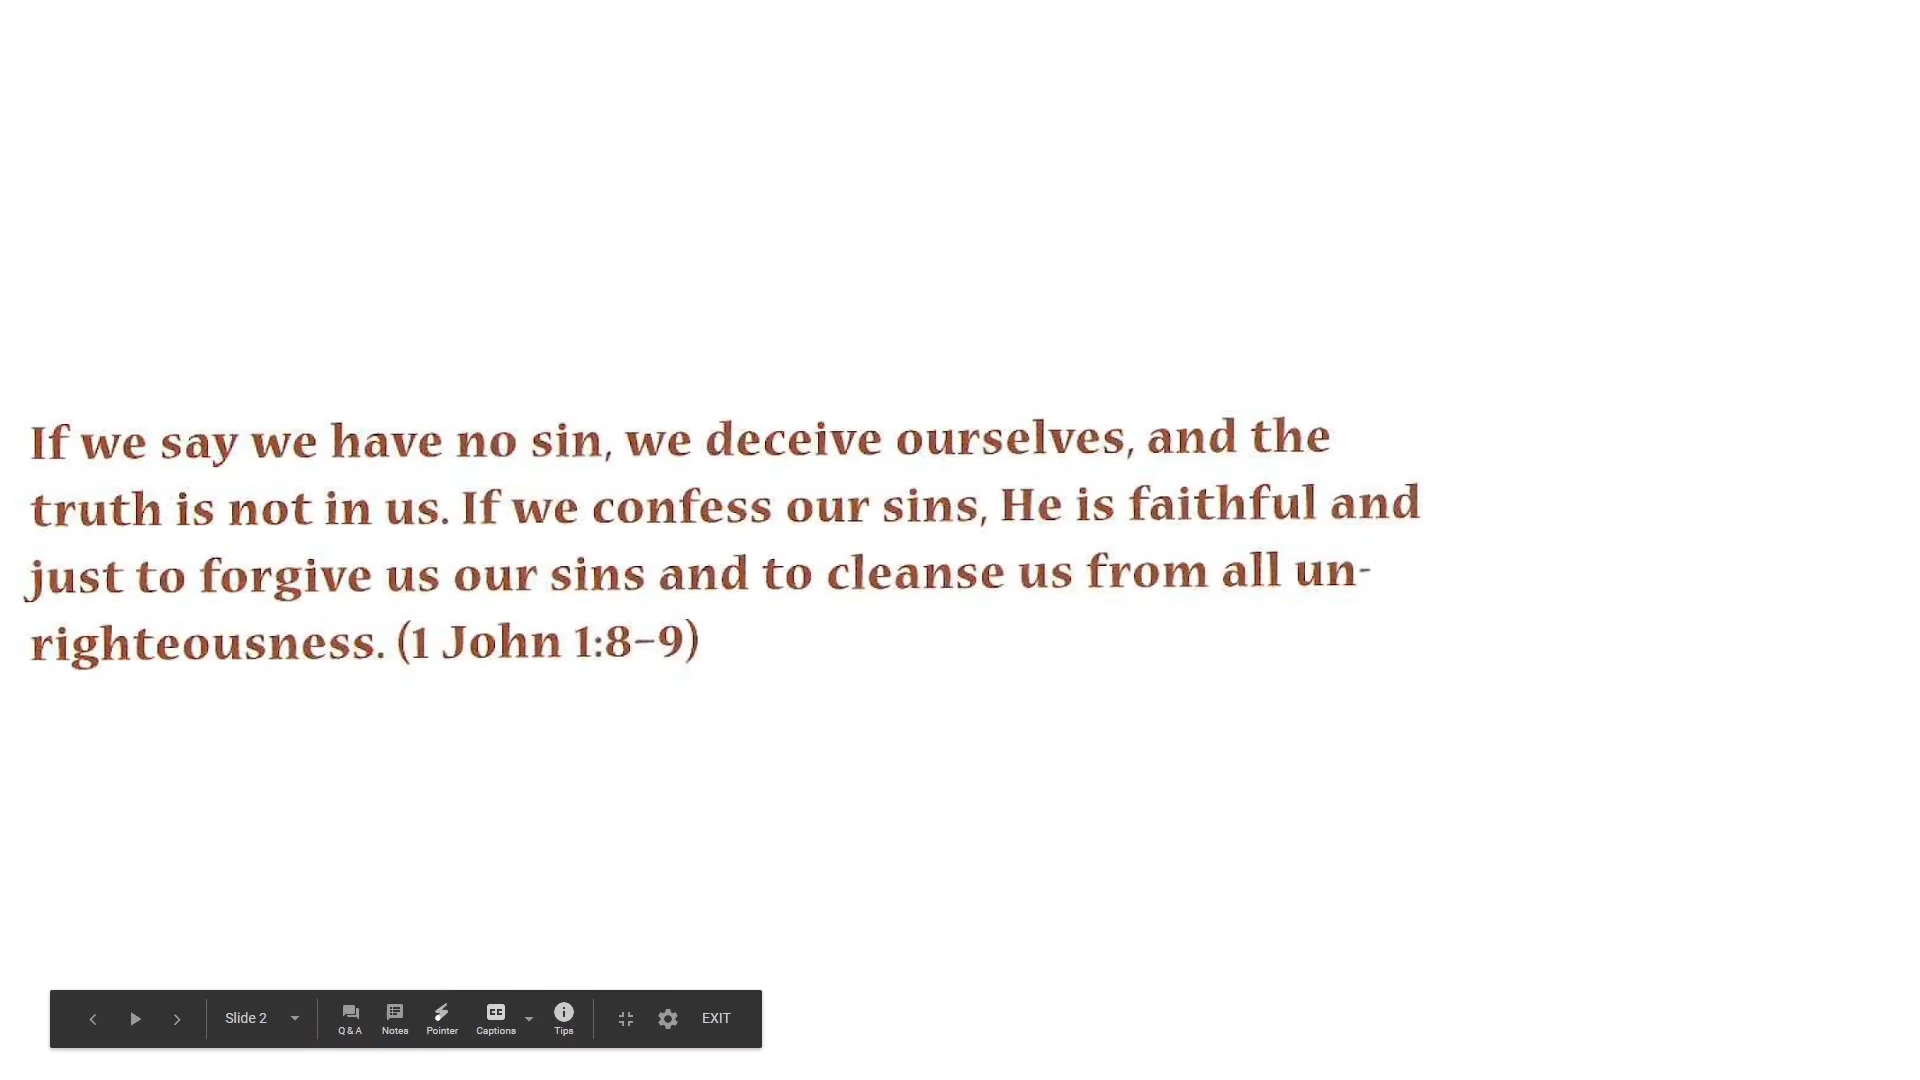 If we say we have no sin, we deceive ourselves, and the
truth is not in us. If we confess our sins, He is faithful and
just to forgive us our sins and to cleanse us from all un-
righteousness. (1 John 1:8–9)
Slide 2
Q & A
Notes
Pointer
Captions
Tips
EXIT